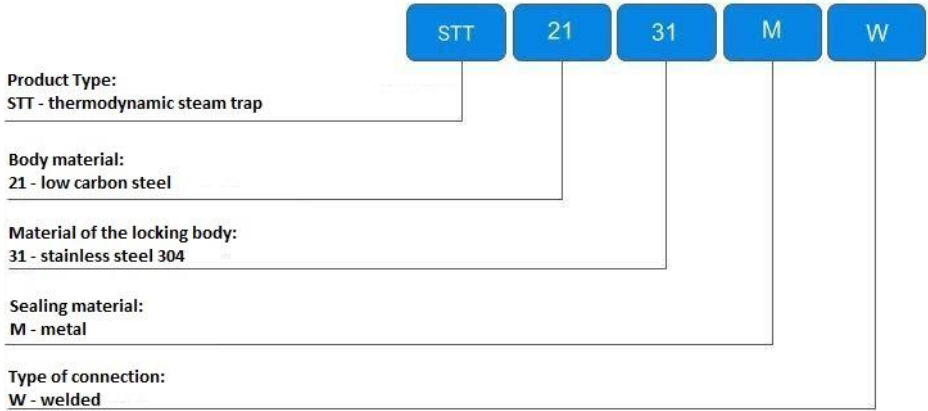 STT 21 31 M W
Product Type:
STT - thermodynamic steam trap
Body material:
21 - low carbon steel
Material of the locking body:
31 - stainless steel 304
Sealing material:
M - metal
Type of connection:
W - welded